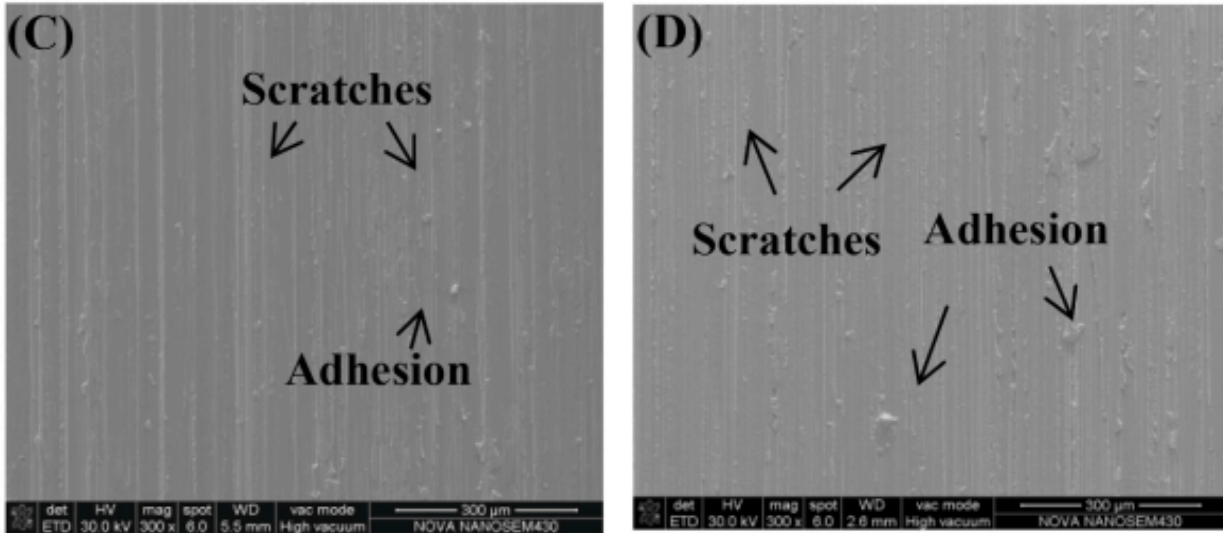 (C)
Scratches
Adhesion
det HV mag spot WD vac mode 300 µm
ETD 30.0 kV 300 x 6.0 5.5 mm High vacuum NOVA NANOSEM430
(D)
Scratches
Adhesion
det HV mag spot WD vac mode 300 µm
ETD 30.0 kV 300 x 6.0 2.6 mm High vacuum NOVA NANOSEM430